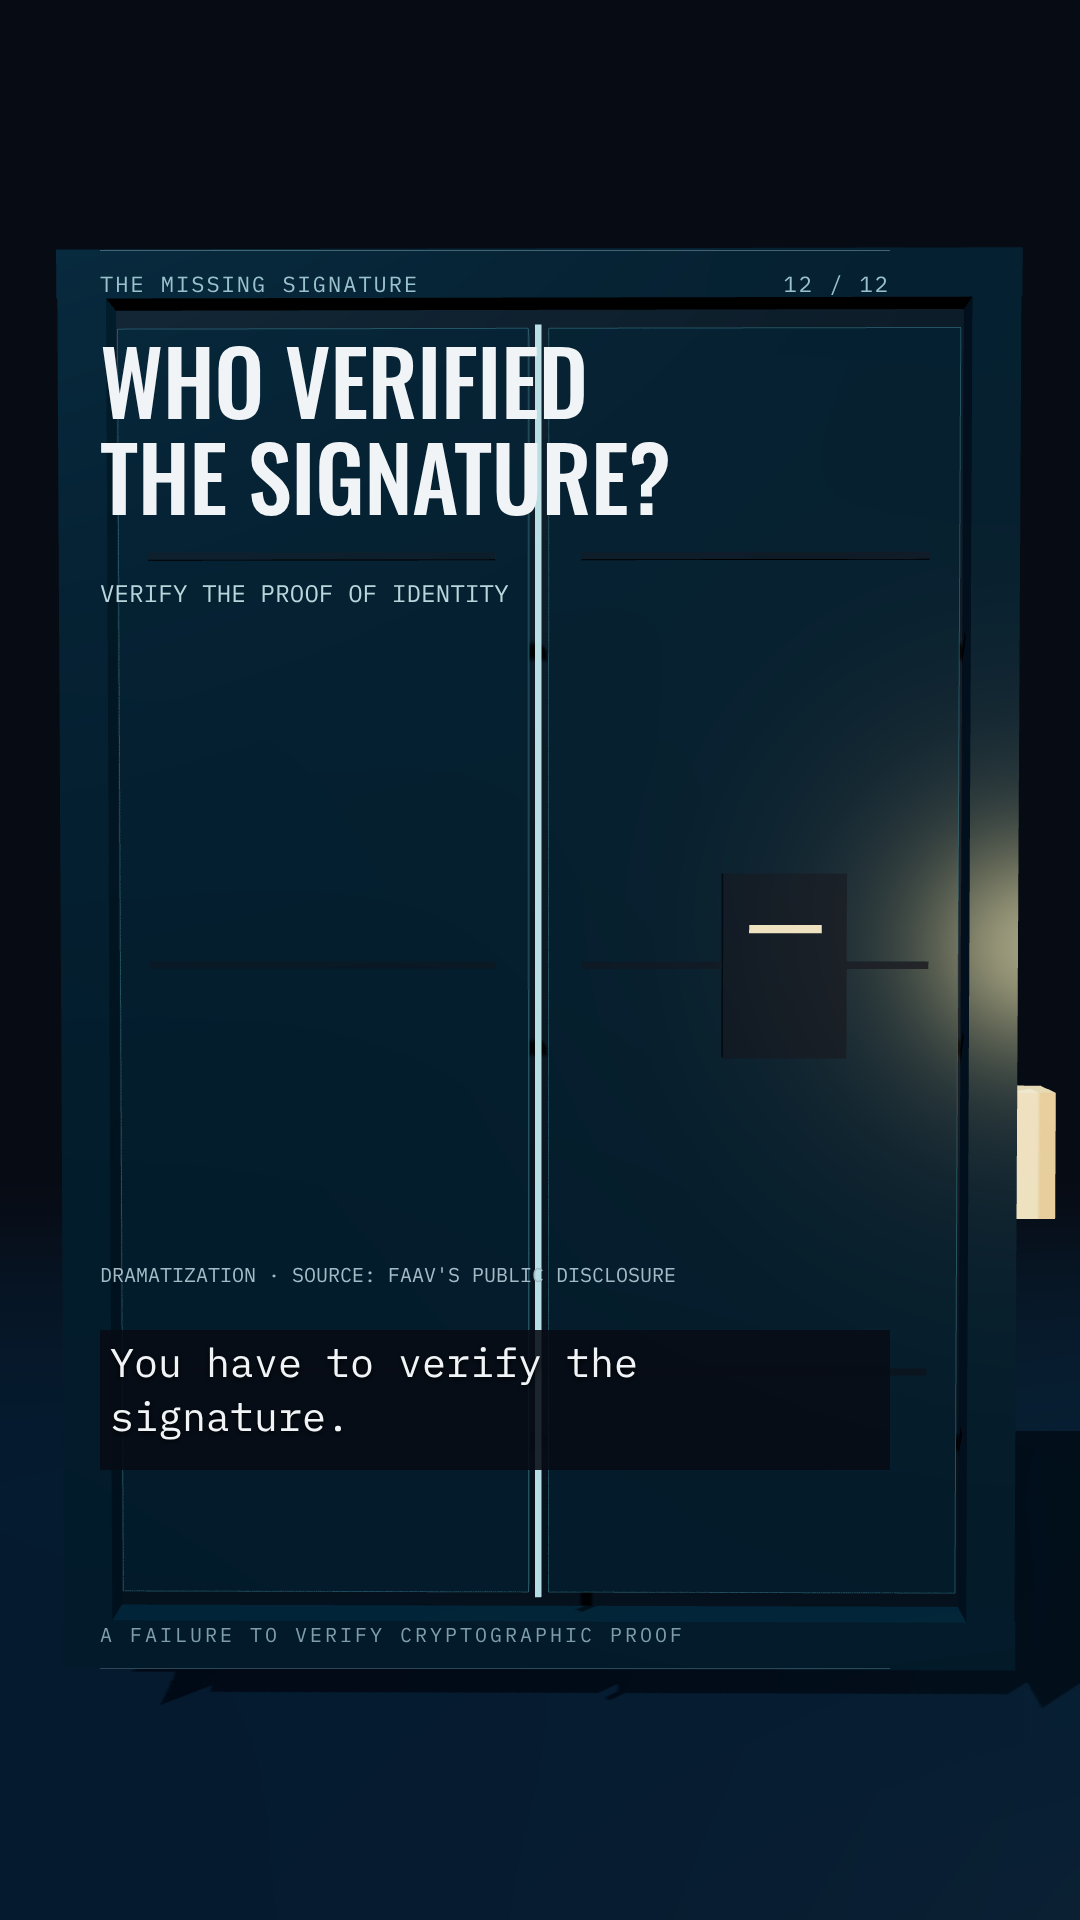 THE MISSING SIGNATURE 12 / 12
WHO VERIFIED
THE SIGNATURE?
VERIFY THE PROOF OF IDENTITY
DRAMATIZATION · SOURCE: FAAV'S PUBLIC DISCLOSURE
You have to verify the
signature.
A FAILURE TO VERIFY CRYPTOGRAPHIC PROOF